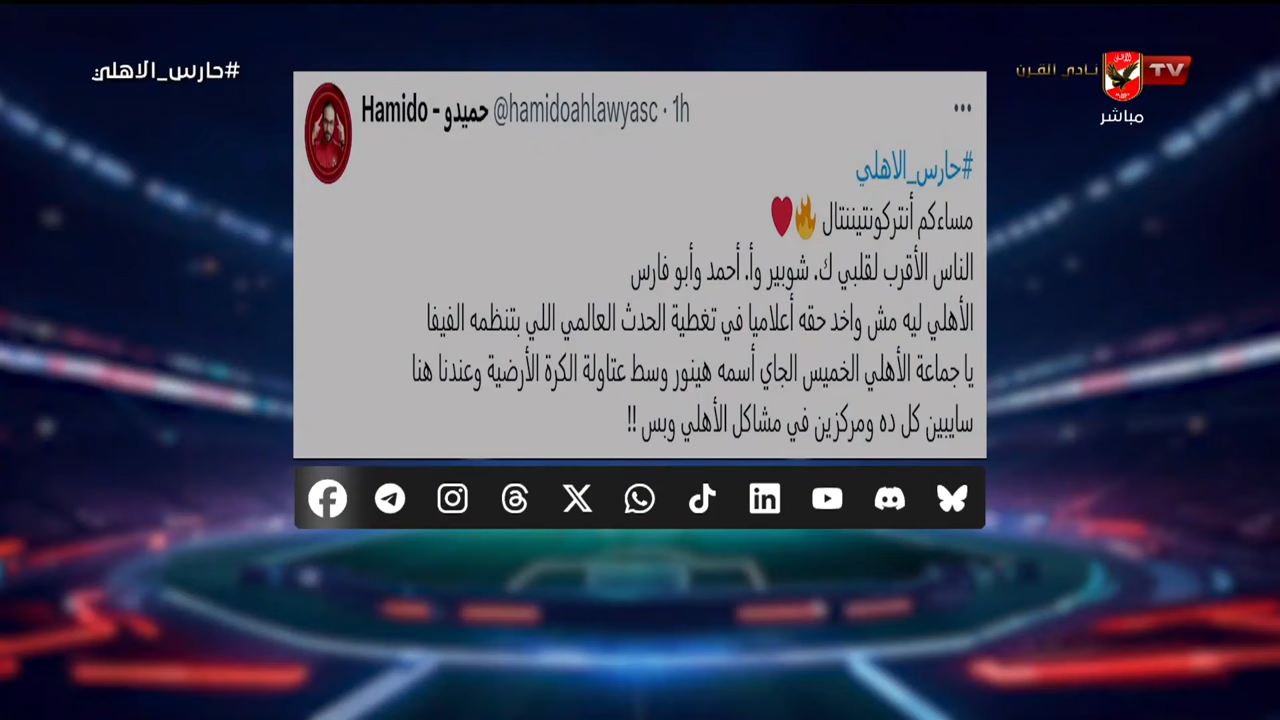 #حارس_الاهلي
نادي القرن
TV
مباشر
Hamido - حميدو @hamidoahlawyasc · 1h
#حارس_الاهلي
مساءكم أنتركونتيننتال 🔥❤️
الناس الأقرب لقلبي ك. شوبير وأ. أحمد وأبو فارس
الأهلي ليه مش واخد حقه أعلاميا في تغطية الحدث العالمي اللي بتنظمه الفيفا
يا جماعة الأهلي الخميس الجاي أسمه هينور وسط عتاولة الكرة الأرضية وعندنا هنا
سايبين كل ده ومركزين في مشاكل الأهلي وبس !!